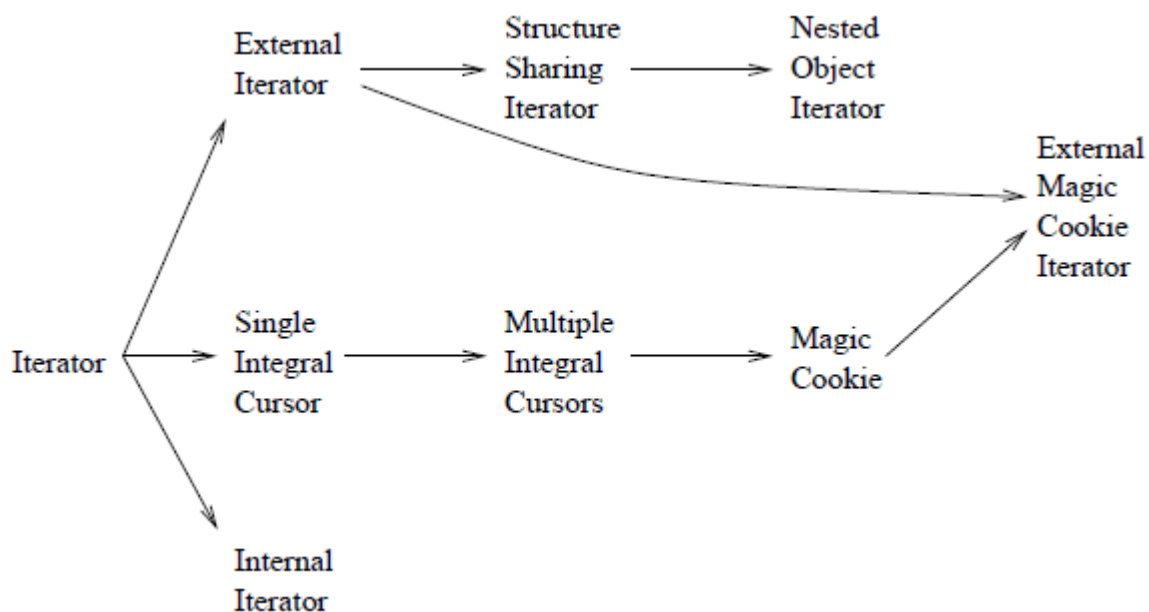 External
Iterator
Structure
Sharing
Iterator
Nested
Object
Iterator
External
Magic
Cookie
Iterator
Iterator
Single
Integral
Cursor
Multiple
Integral
Cursors
Magic
Cookie
Internal
Iterator